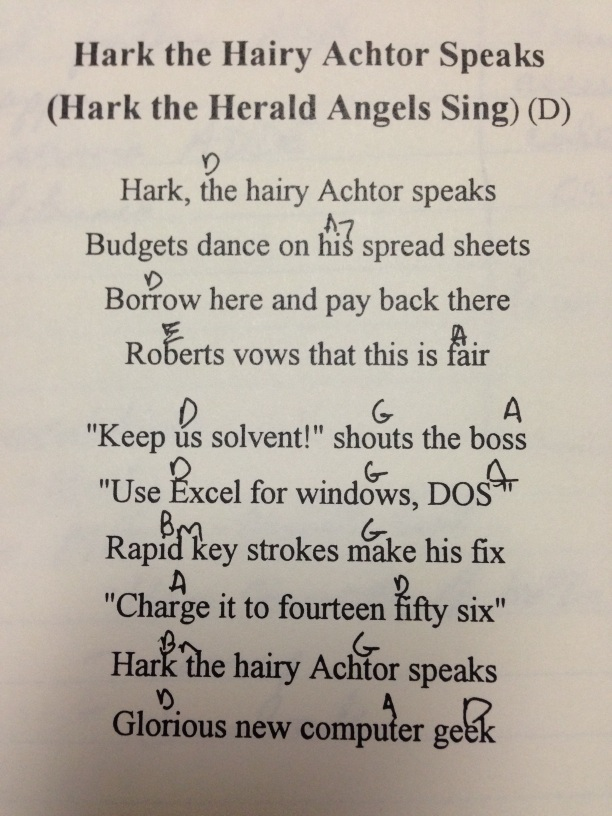 Hark the Hairy Achtor Speaks
(Hark the Herald Angels Sing) (D)
D
Hark, the hairy Achtor speaks
A7
Budgets dance on his spread sheets
D
Borrow here and pay back there
E A
Roberts vows that this is fair
D G A
"Keep us solvent!" shouts the boss
D G A
"Use Excel for windows, DOS"
Bm G
Rapid key strokes make his fix
A D
"Charge it to fourteen fifty six"
Bm G
Hark the hairy Achtor speaks
D A D
Glorious new computer geek